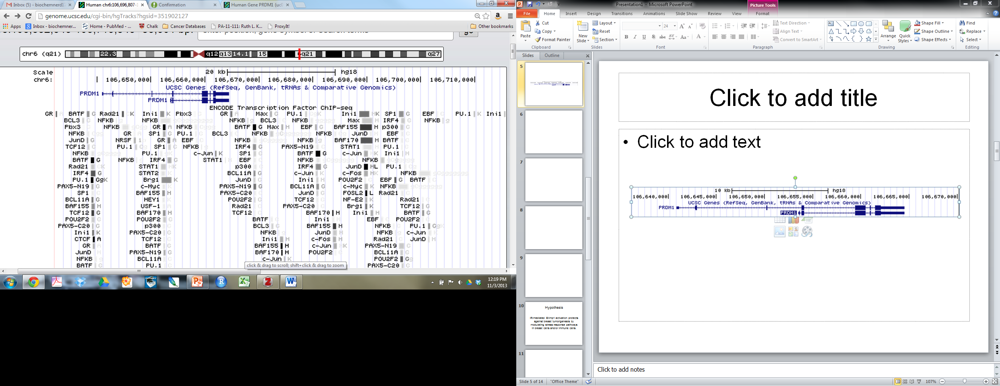 Inbox (5) - biochemnerd1
Human chr6:106,696,807-1
Confirmation
Human Gene PRDM1 (uc0
genome.ucsc.edu/cgi-bin/hgTracks?hgsid=351902127
Apps
Inbox - biochemner...
Home - PubMed - ...
Chalk
Cancer Databases
PA-11-111: Ruth L. K...
ProxyIt!
Other bookmarks
chr6 (q21) 22.3 q12 q13 14.1 15 q21 q27
Scale 20 kb hg18
chr6: 106,650,000 106,660,000 106,670,000 106,680,000 106,690,000 106,700,000 106,710,000
UCSC Genes (RefSeq, GenBank, tRNAs & Comparative Genomics)
PRDM1
PRDM1
ENCODE Transcription Factor ChIP-seq
GR BATF G Rad21 K Ini1 K Pbx3 GR Max G PU.1 Ini1 HK SP1 G EBF PU.1 K Ini1
BCL3 NFKB NFKB NFKB BCL3 NFKB Max H IRF4 G NFKB
Pbx3 NFKB GR A NFKB BATF G Max H EBF G BAF155 H p300 G
NFKB GR SP1 G PU.1 BCL3 NFKB NFKB JunD H EBF
JunD G NRSF PU.1 GR A EBF NFKB NFKB BAF170 H BATF
TCF12 PU.1 SP1 NFKB IRF4 G PAX5-N19 STAT1 PU.1
NFKB PU.1 c-Jun K SP1 BATF G c-Jun K Ini1 H
BATF G NFKB IRF4 G STAT1 EBF NFKB NFKB
Rad21 STAT1 p300 IRF4 G JunD HL PU.1
IRF4 G STAT2 BCL11A G c-Jun K c-Fos HK NFKB
PU.1 GgK Brg1 K JunD Ini1 H POU2F2 EBF G BATF
PAX5-N19 G c-Myc K PAX5-C20 BCL11A G c-Myc K NFKB
SP1 BAF155 H PAX5-C20 JunD FOSL2 L Rad21
BCL11A G HEY1 POU2F2 TCF12 NF-E2 K Rad21
BAF155 H USF-1 Rad21 PAX5-C20 Brg1 K TCF12 G
TCF12 G BAF170 H TCF12 BAF170 H Ini1 H BATF G
POU2F2 G POU2F2 G BATF Ini1 H EBF POU2F2
PAX5-C20 G p300 BCL3 BAF155 H NFKB PU.1 GgK
Ini1 K PAX5-C20 NFKB JunD H NFKB c-Jun
CTCF A TCF12 Ini1 H c-Fos H Rad21 JunD H
GR BATF BAF155 H c-Jun PAX5-N19 G
JunD PAX5-N19 G BAF170 H POU2F2 BCL11A G
NFKB BCL11A c-Jun K POU2F2 Gg
BATF G PU.1 PAX5-C20 G
click & drag to scroll; shift+click & drag to zoom
12:19 PM
11/3/2013
Presentation1 - Microsoft PowerPoint
Picture Tools
File Home Insert Design Transitions Animations Slide Show Review View Format
Paste
Cut
Copy
Format Painter
Clipboard
New Slide
Layout
Reset
Section
Slides
24
Font
Text Direction
Align Text
Convert to SmartArt
Paragraph
Arrange
Quick Styles
Shape Fill
Shape Outline
Shape Effects
Drawing
Find
Replace
Select
Editing
Slides Outline
5
6
7
8
9
10
Hypothesis
IR-mediated Blimp1 activation protects
against breast tumorigenesis by
modulating stress response pathways
in breast cells and/or immune cells.
11
Click to add title
• Click to add text
10 kb hg18
106,640,000 106,645,000 106,650,000 106,655,000 106,660,000 106,665,000 106,670,000
UCSC Genes (RefSeq, GenBank, tRNAs & Comparative Genomics)
PRDM1
PRDM1
Click to add notes
Slide 5 of 14
"Office Theme"
107%